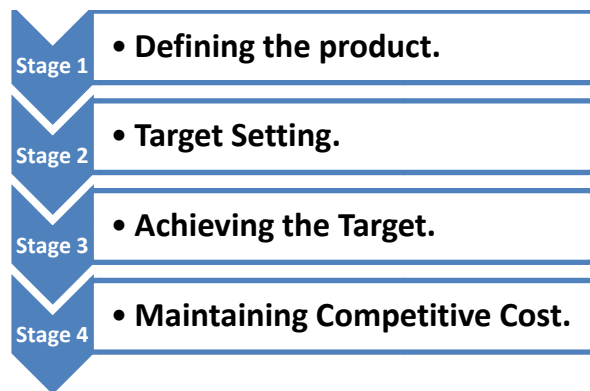 Stage 1
• Defining the product.
Stage 2
• Target Setting.
Stage 3
• Achieving the Target.
Stage 4
• Maintaining Competitive Cost.